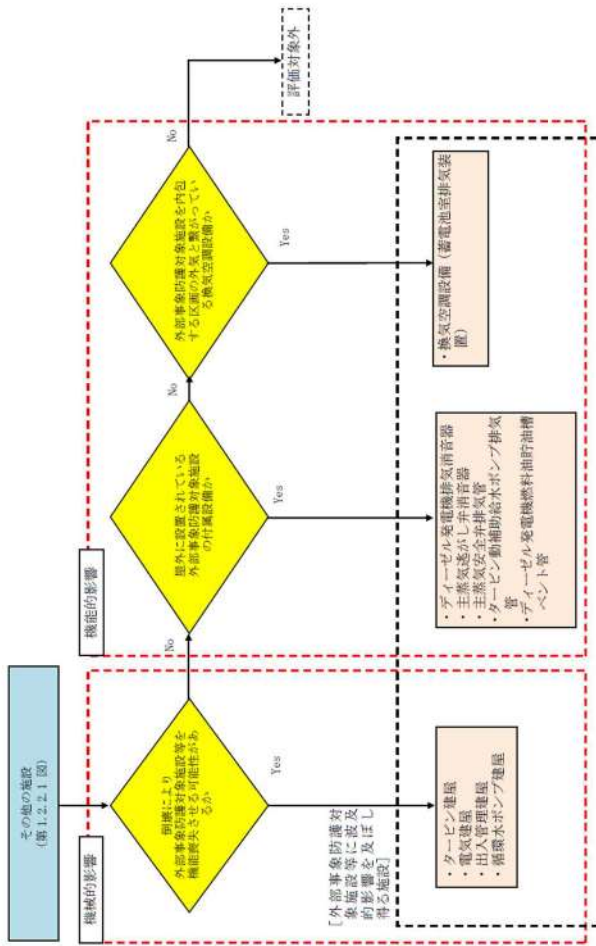 その他の施設
(第 1.2.2.1 図)
機械的影響
倒壊により
外部事象防護対象施設等を
機能喪失させる可能性があ
るか
Yes
No
[外部事象防護対
象施設等に波及
的影響を及ぼし
得る施設]
・タービン建屋
・電気建屋
・出入管理建屋
・循環水ポンプ建屋
機能的影響
屋外に設置されている
外部事象防護対象施設
の付属設備か
Yes
No
・ディーゼル発電機排気消音器
・主蒸気逃がし弁消音器
・主蒸気安全弁排気管
・タービン動補助給水ポンプ排気
管
・ディーゼル発電機燃料油貯油槽
ベント管
外部事象防護対象施設を内包
する区画の外気と繋がってい
る換気空調設備か
Yes
No
・換気空調設備（蓄電池室排気装
置）
評価対象外